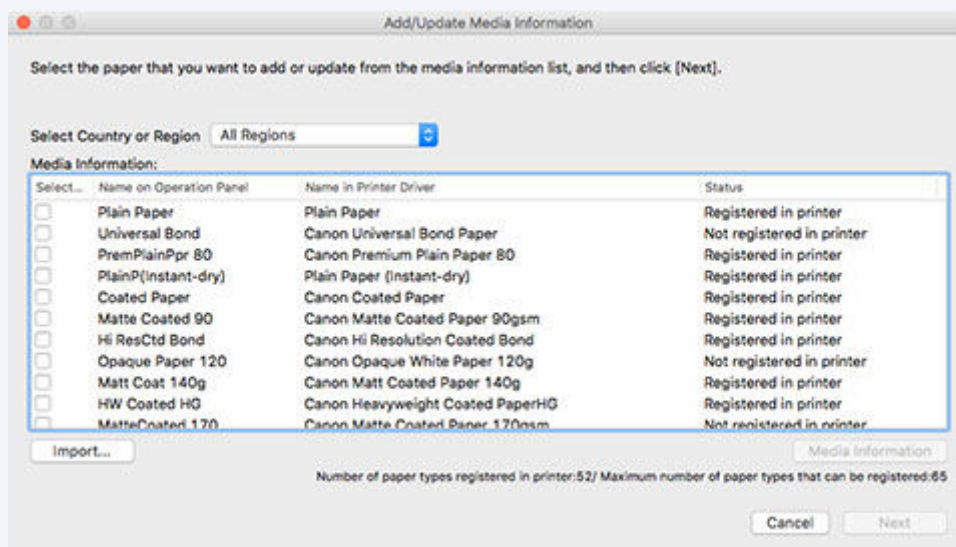 Add/Update Media Information
Select the paper that you want to add or update from the media information list, and then click [Next].
Select Country or Region All Regions
Media Information:
Select... Name on Operation Panel Name in Printer Driver Status
Plain Paper Plain Paper Registered in printer
Universal Bond Canon Universal Bond Paper Not registered in printer
PremPlainPpr 80 Canon Premium Plain Paper 80 Registered in printer
PlainP(Instant-dry) Plain Paper (Instant-dry) Registered in printer
Coated Paper Canon Coated Paper Registered in printer
Matte Coated 90 Canon Matte Coated Paper 90gsm Registered in printer
Hi ResCtd Bond Canon Hi Resolution Coated Bond Registered in printer
Opaque Paper 120 Canon Opaque White Paper 120g Not registered in printer
Matt Coat 140g Canon Matt Coated Paper 140g Registered in printer
HW Coated HG Canon Heavyweight Coated PaperHG Registered in printer
MatteCoated 170 Canon Matte Coated Paper 170gsm Not registered in printer
Import... Media Information
Number of paper types registered in printer:52/ Maximum number of paper types that can be registered:65
Cancel Next